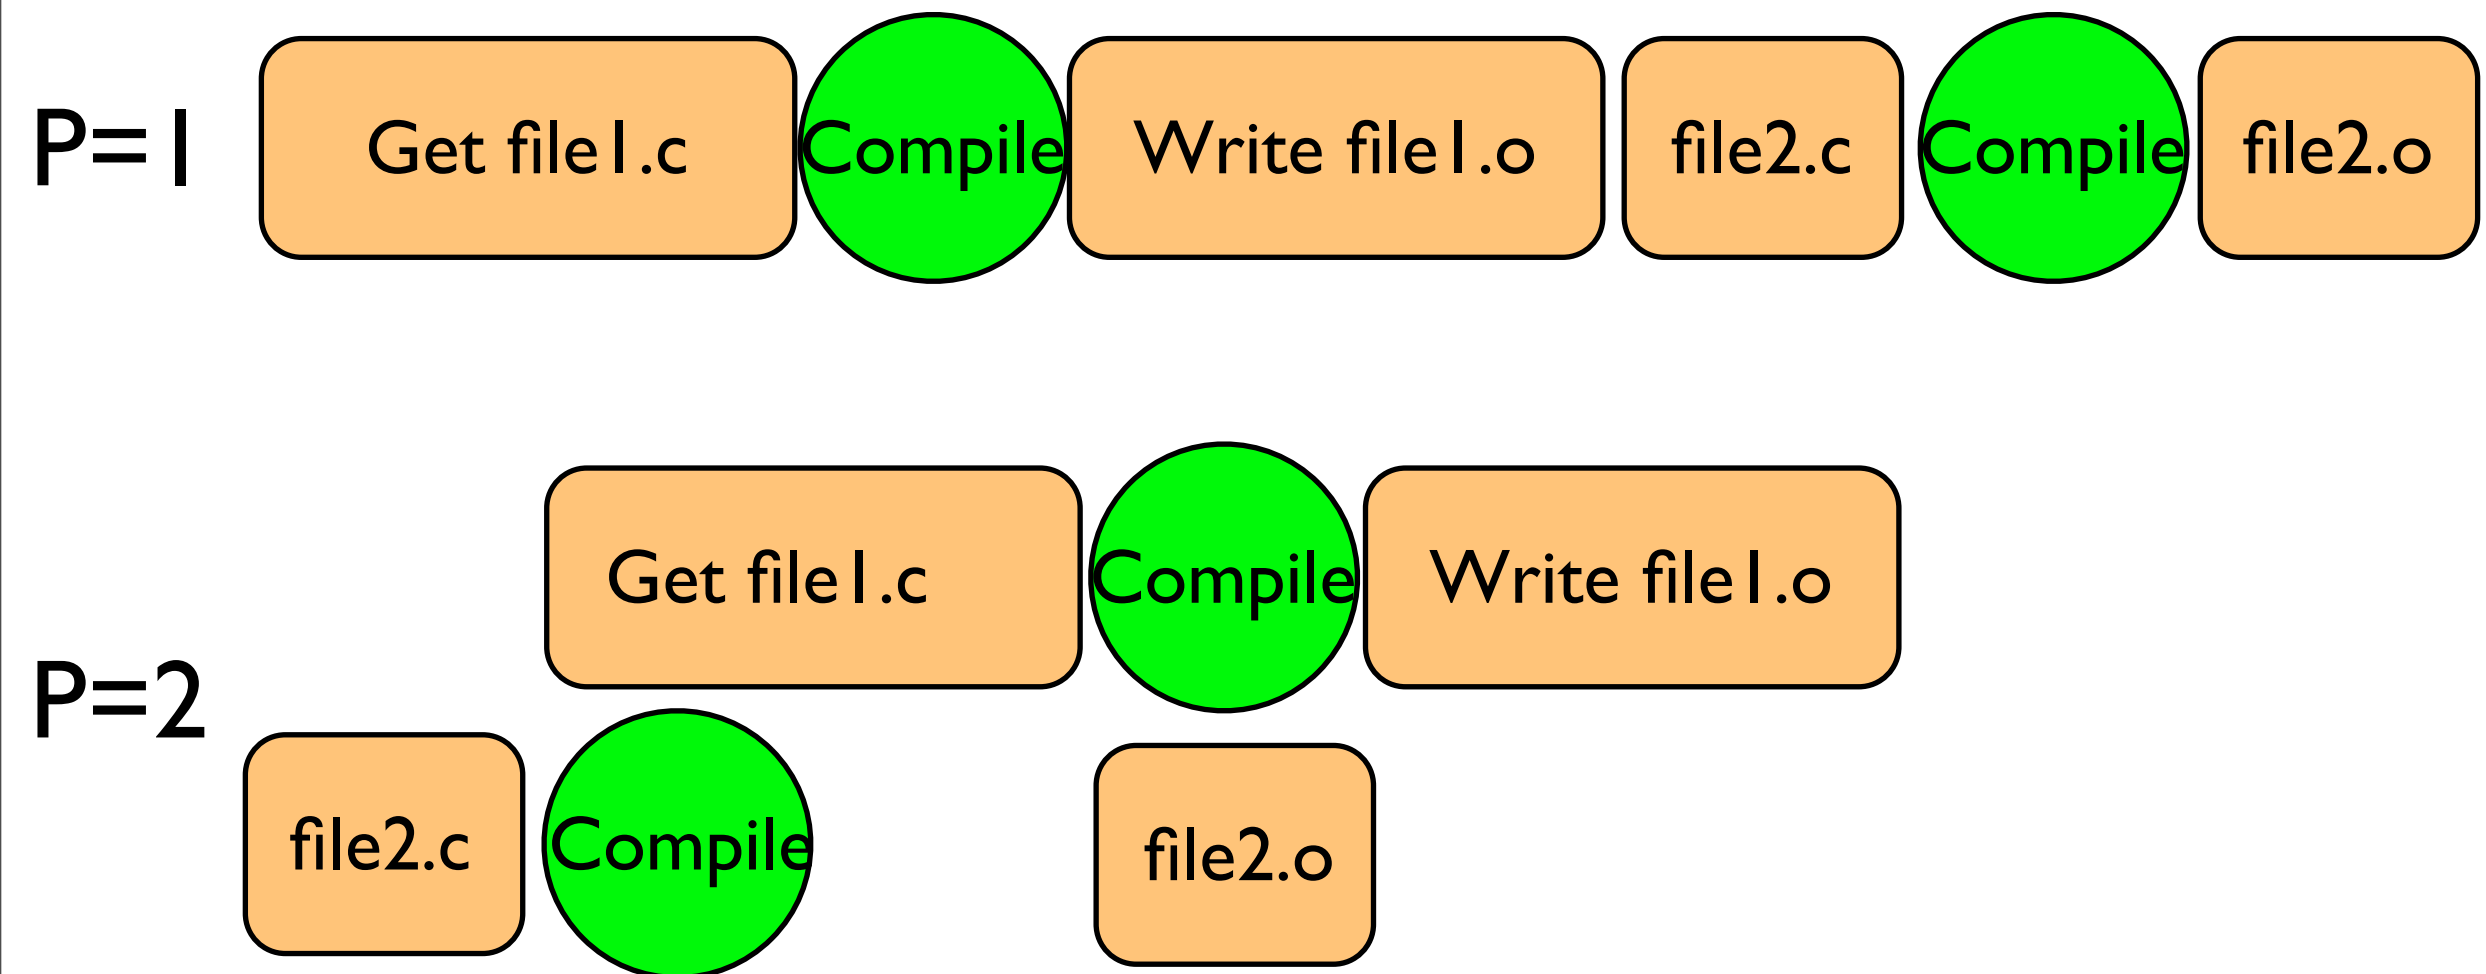 P=1
Get file1.c
Compile
Write file1.o
file2.c
Compile
file2.o
P=2
Get file1.c
Compile
Write file1.o
file2.c
Compile
file2.o